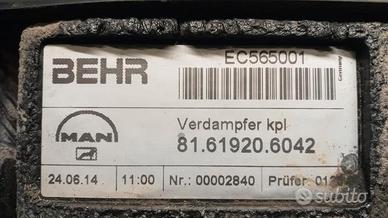 BEHR
EC565001
Germany
MAN
Verdampfer kpl
81.61920.6042
24.06.14
11:00
Nr.: 00002840
Prüfer
subito